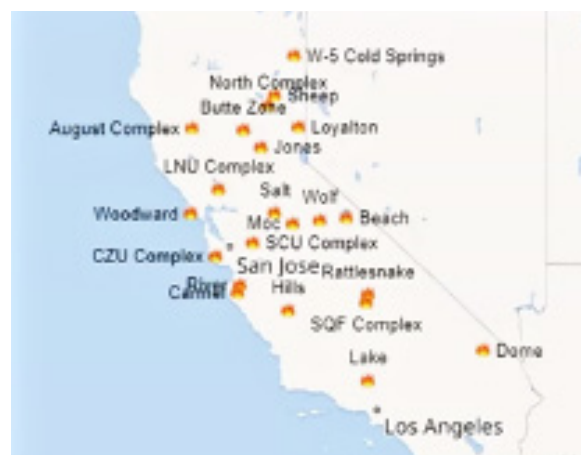 W-5 Cold Springs
North Complex
Sheep
Butte Zone
August Complex
Loyalton
Jones
LNU Complex
Salt
Wolf
Woodward
Moc
Beach
SCU Complex
CZU Complex
San Jose
Rattlesnake
River
Hills
Carmel
SQF Complex
Lake
Dome
Los Angeles